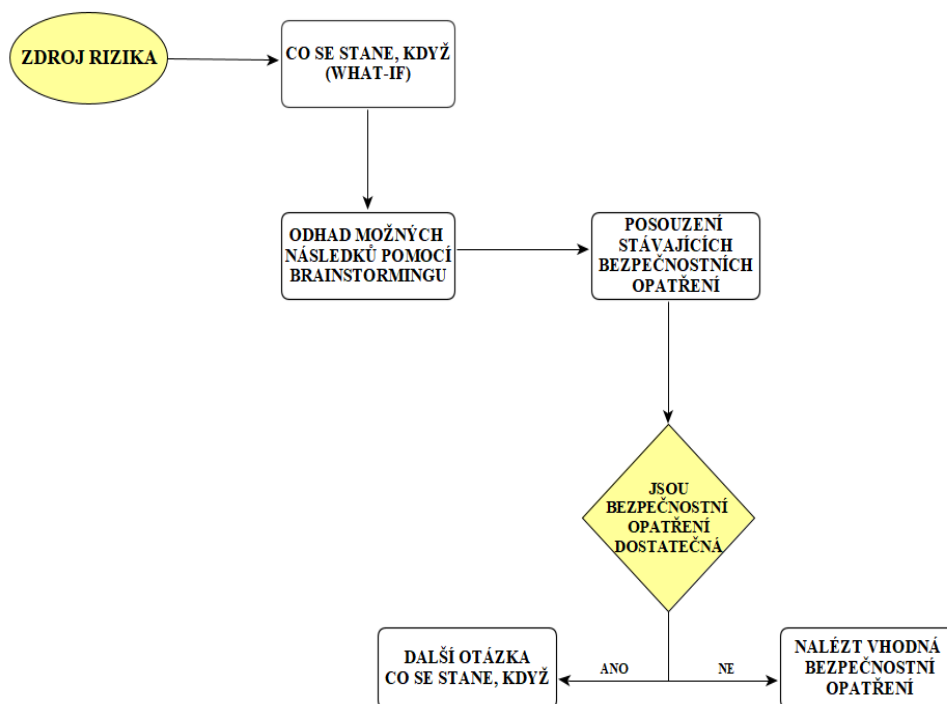 ZDROJ RIZIKA
CO SE STANE, KDYŽ
(WHAT-IF)
ODHAD MOŽNÝCH
NÁSLEDKŮ POMOCÍ
BRAINSTORMINGU
POSOUZENÍ
STÁVAJÍCÍCH
BEZPEČNOSTNÍCH
OPATŘENÍ
JSOU
BEZPEČNOSTNÍ
OPATŘENÍ
DOSTATEČNÁ
DALŠÍ OTÁZKA
CO SE STANE, KDYŽ
ANO
NE
NALÉZT VHODNÁ
BEZPEČNOSTNÍ
OPATŘENÍ